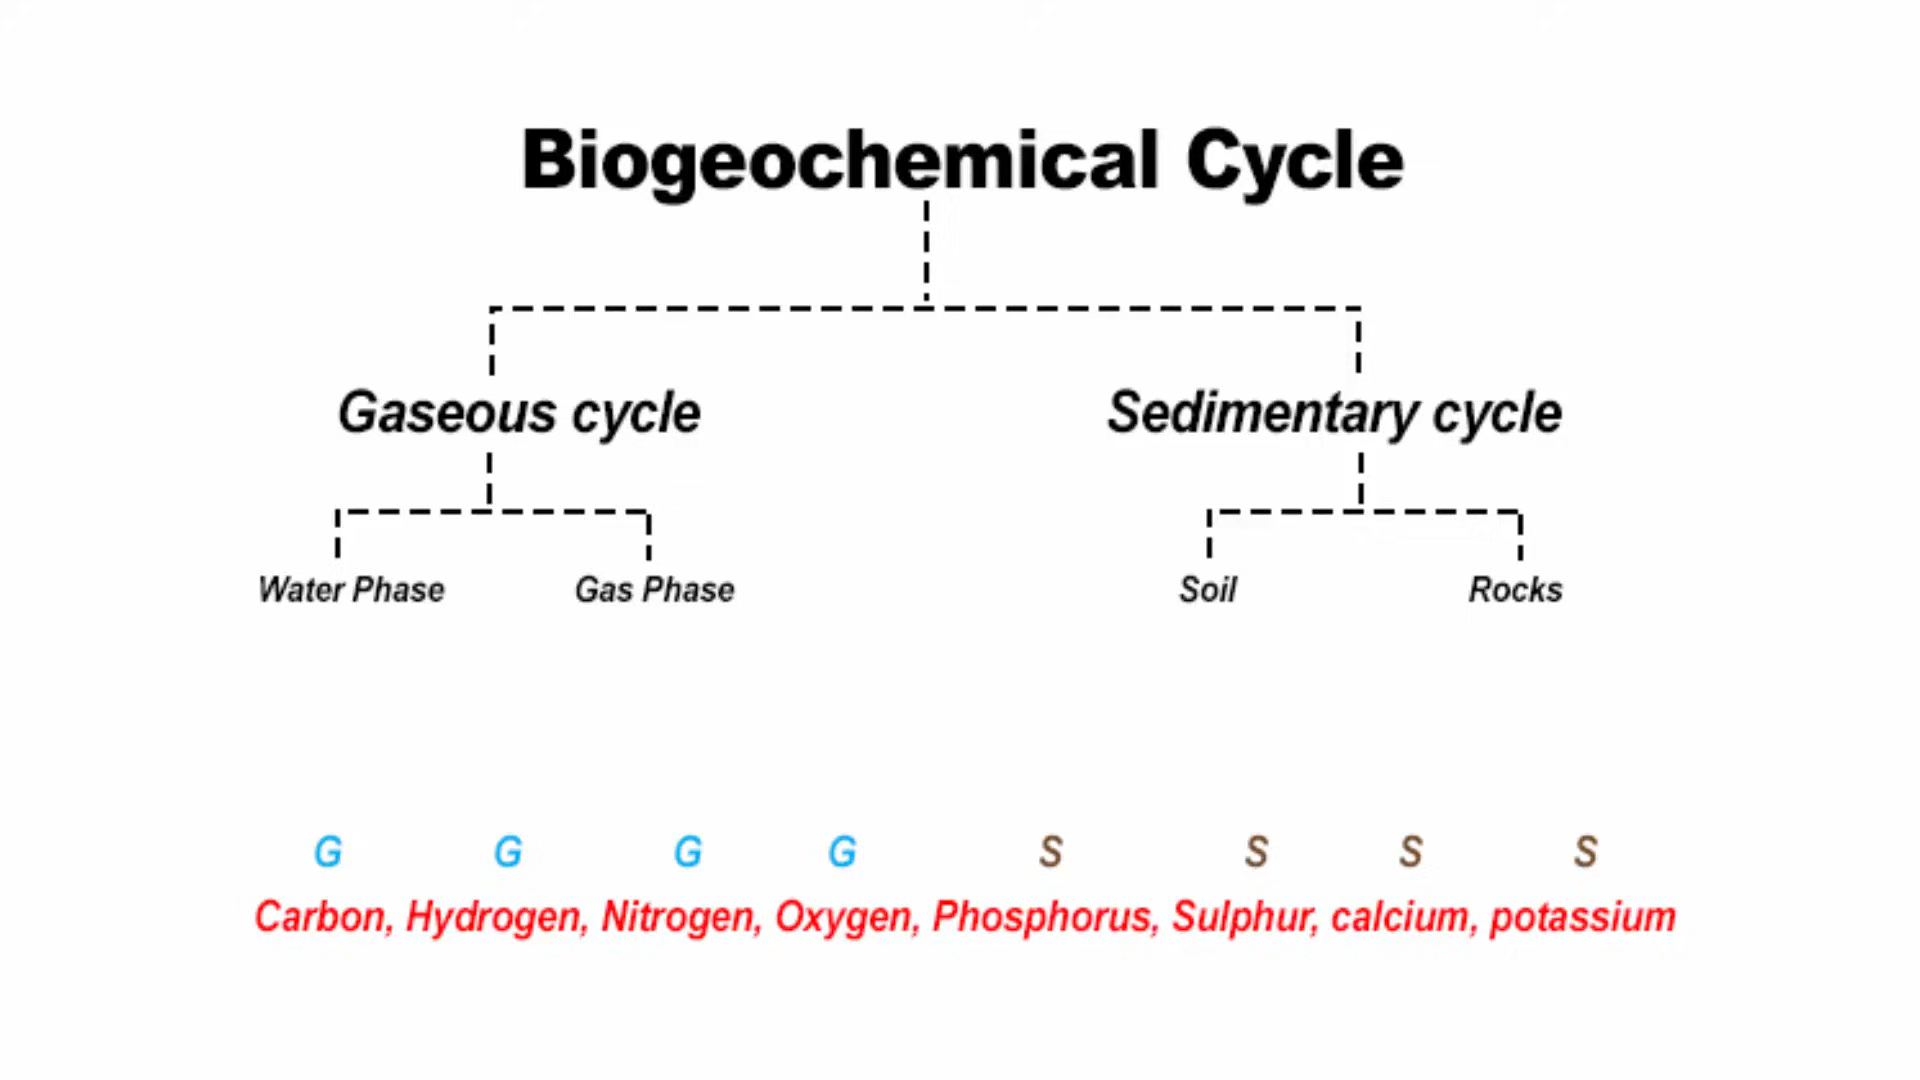 Biogeochemical Cycle
Gaseous cycle Sedimentary cycle
Water Phase Gas Phase Soil Rocks
G G G G S S S S
Carbon, Hydrogen, Nitrogen, Oxygen, Phosphorus, Sulphur, calcium, potassium